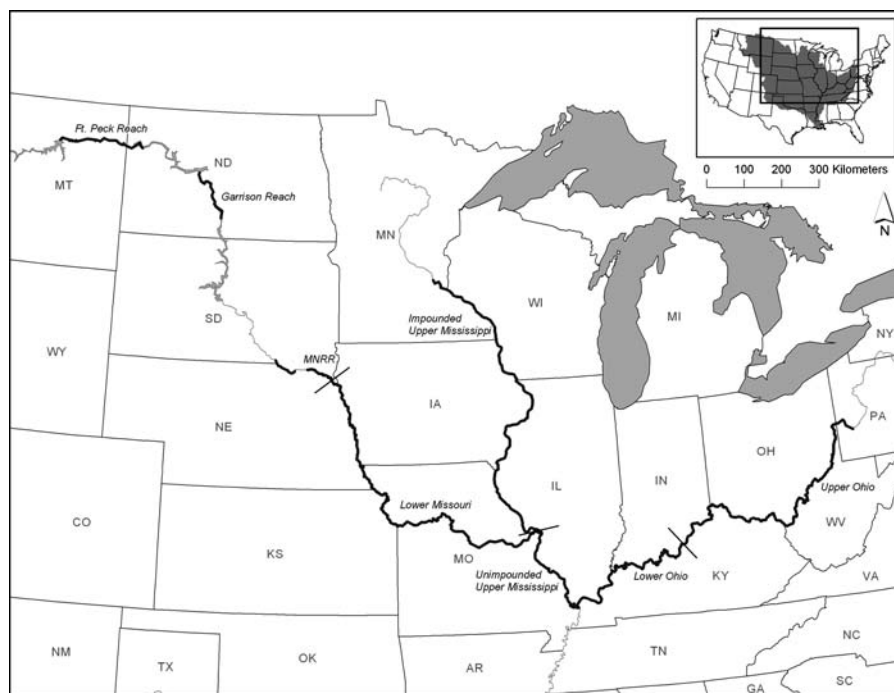 0 100 200 300 Kilometers
N
Ft. Peck Reach
ND
MT
Garrison Reach
MN
WI
MI
NY
Impounded
Upper Mississippi
SD
WY
MNRR
IA
NE
PA
OH
IL
IN
Upper Ohio
Lower Missouri
WV
CO
KS
MO
Unimpounded
Upper Mississippi
Lower Ohio
KY
VA
NM
TX
OK
AR
TN
NC
SC
GA